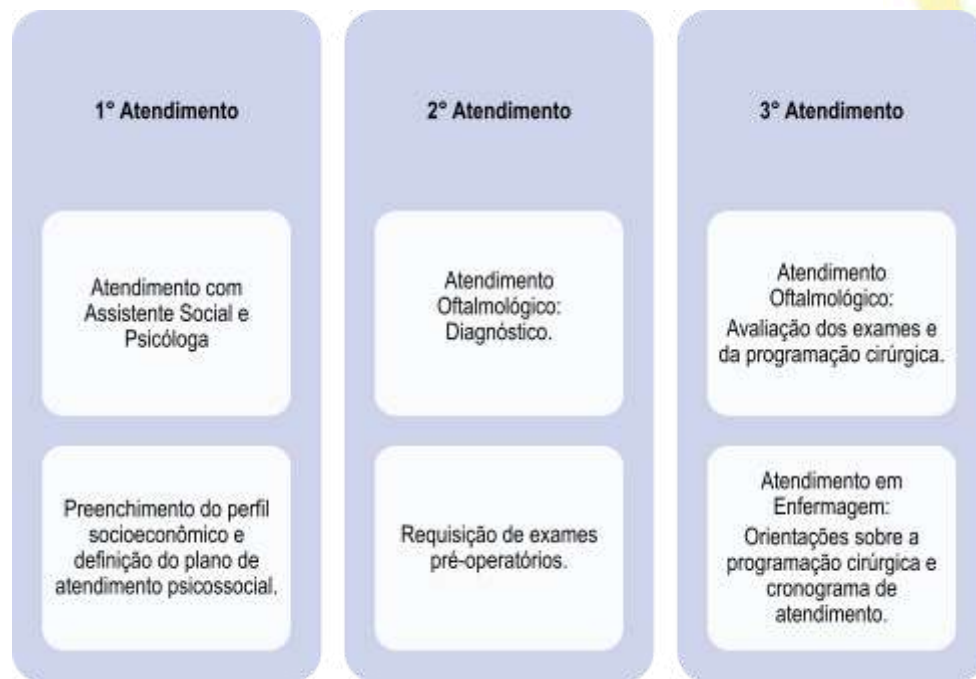 1° Atendimento
Atendimento com
Assistente Social e
Psicóloga
Preenchimento do perfil
socioeconômico e
definição do plano de
atendimento psicossocial.
2° Atendimento
Atendimento
Oftalmológico:
Diagnóstico.
Requisição de exames
pré-operatórios.
3° Atendimento
Atendimento
Oftalmológico:
Avaliação dos exames e
da programação cirúrgica.
Atendimento em
Enfermagem:
Orientações sobre a
programação cirúrgica e
cronograma de
atendimento.